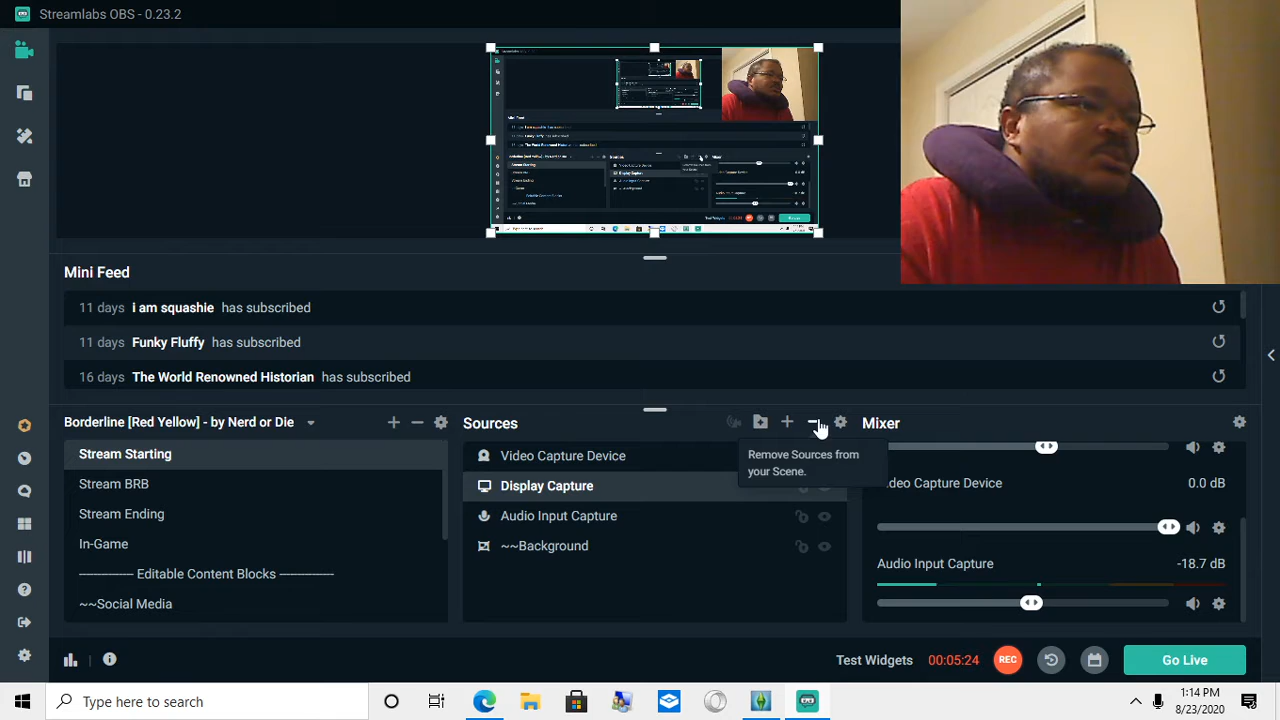 Streamlabs OBS - 0.23.2
Mini Feed
11 days i am squashie has subscribed
11 days Funky Fluffy has subscribed
16 days The World Renowned Historian has subscribed
Borderline [Red Yellow] - by Nerd or Die
Stream Starting
Stream BRB
Stream Ending
In-Game
Editable Content Blocks
~~Social Media
Sources
Video Capture Device
Display Capture
Audio Input Capture
~~Background
Remove Sources from
your Scene.
Mixer
ideo Capture Device 0.0 dB
Audio Input Capture -18.7 dB
Test Widgets 00:05:24 REC Go Live
Type here to search
1:14 PM
8/23/2020